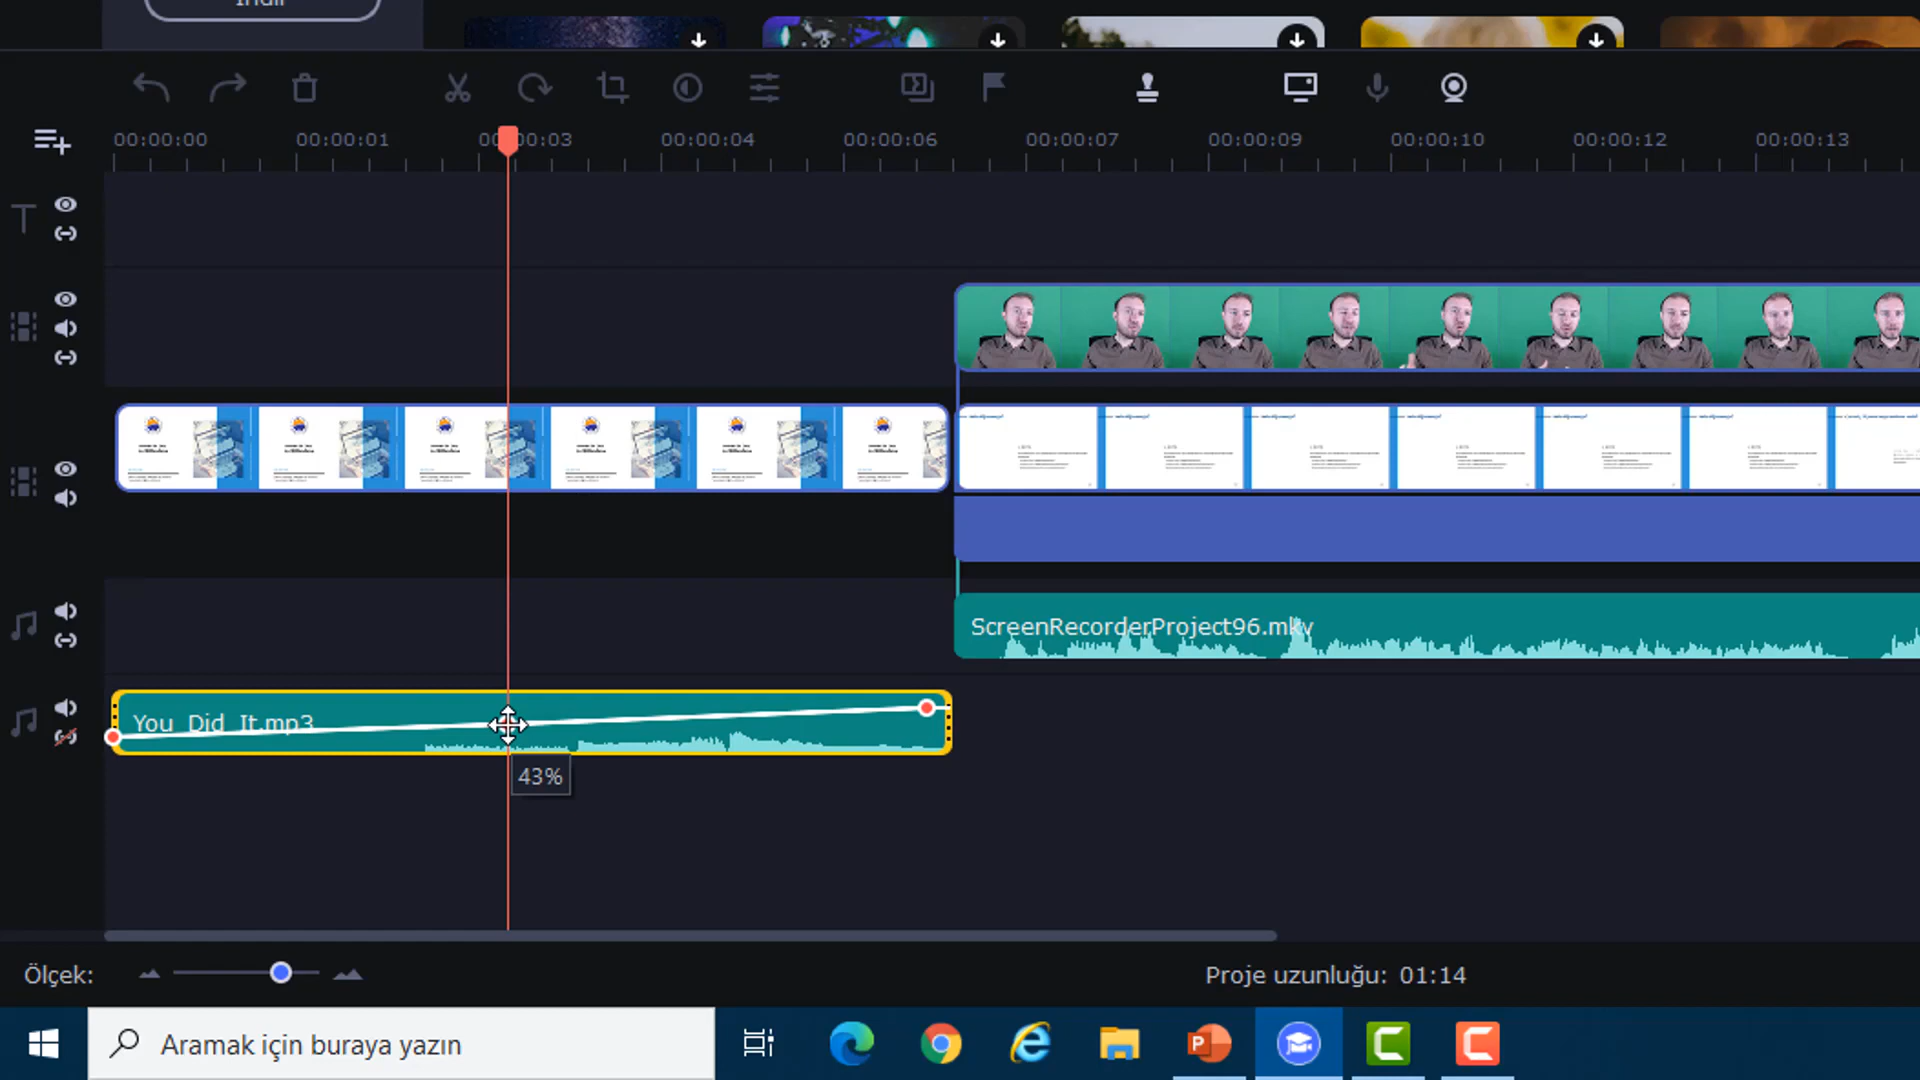 İndir
00:00:00 00:00:01 00:00:03 00:00:04 00:00:06 00:00:07 00:00:09 00:00:10 00:00:12 00:00:13
ScreenRecorderProject96.mkv
You_Did_It.mp3
43%
Ölçek:
Proje uzunluğu: 01:14
Aramak için buraya yazın